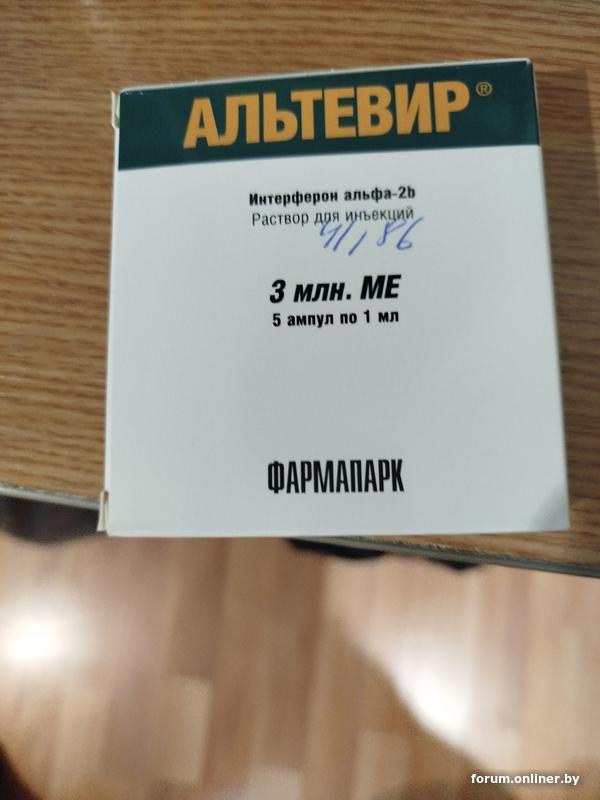 АЛЬТЕВИР®
Интерферон альфа-2b
Раствор для инъекций
41,86
3 млн. МЕ
5 ампул по 1 мл
ФАРМАПАРК
forum.onliner.by